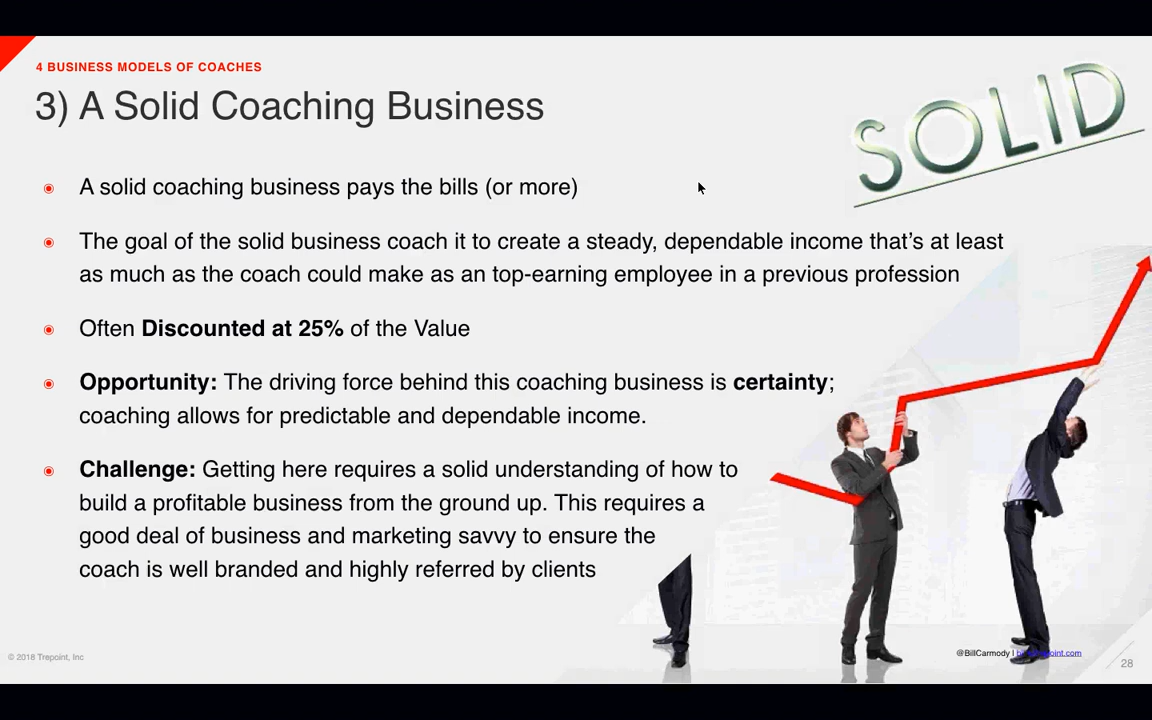 4 BUSINESS MODELS OF COACHES
3) A Solid Coaching Business
SOLID
A solid coaching business pays the bills (or more)
The goal of the solid business coach it to create a steady, dependable income that’s at least
as much as the coach could make as an top-earning employee in a previous profession
Often Discounted at 25% of the Value
Opportunity: The driving force behind this coaching business is certainty;
coaching allows for predictable and dependable income.
Challenge: Getting here requires a solid understanding of how to
build a profitable business from the ground up. This requires a
good deal of business and marketing savvy to ensure the
coach is well branded and highly referred by clients
© 2018 Trepoint, Inc
@BillCarmody |
28